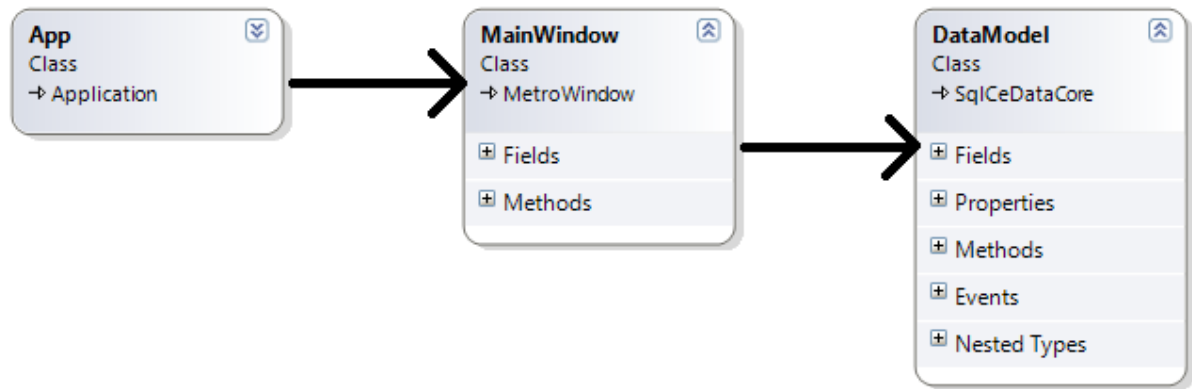 App
Class
Application
MainWindow
Class
MetroWindow
Fields
Methods
DataModel
Class
SqlCeDataCore
Fields
Properties
Methods
Events
Nested Types